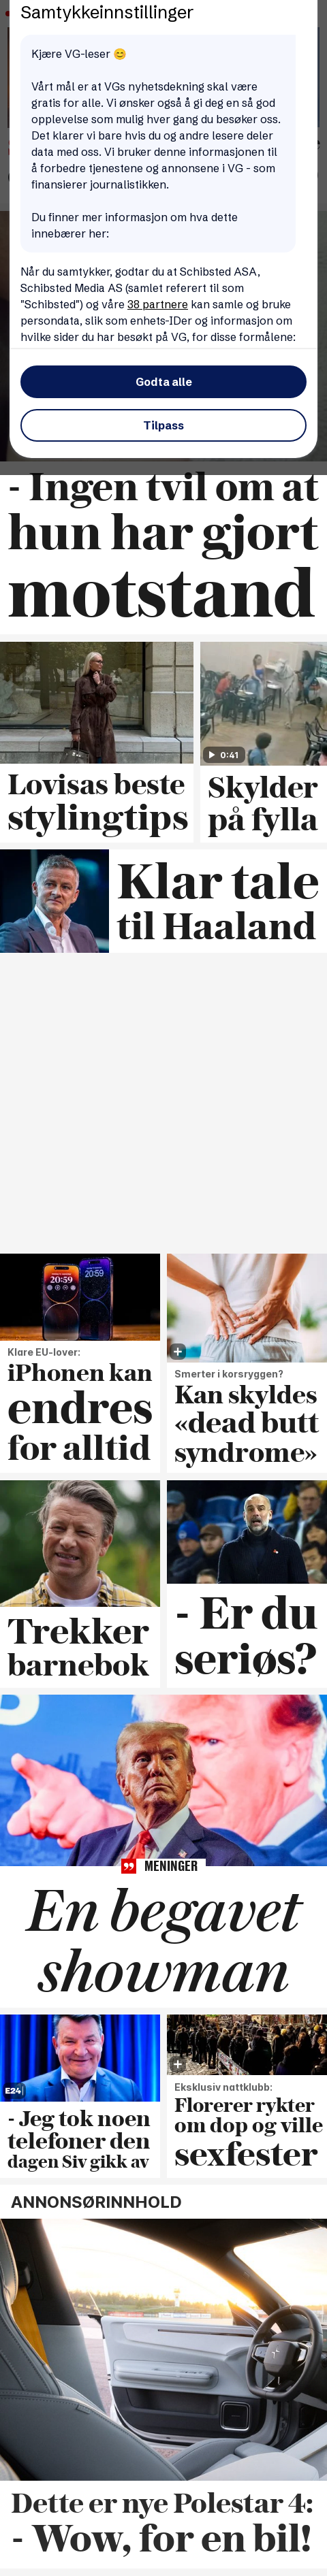 Samtykkeinnstillinger
Kjære VG-leser 😊
Vårt mål er at VGs nyhetsdekning skal være
gratis for alle. Vi ønsker også å gi deg en så god
opplevelse som mulig hver gang du besøker oss.
Det klarer vi bare hvis du og andre lesere deler
data med oss. Vi bruker denne informasjonen til
å forbedre tjenestene og annonsene i VG - som
finansierer journalistikken.
Du finner mer informasjon om hva dette
innebærer her:
Når du samtykker, godtar du at Schibsted ASA,
Schibsted Media AS (samlet referert til som
"Schibsted") og våre 38 partnere kan samle og bruke
persondata, slik som enhets-IDer og informasjon om
hvilke sider du har besøkt på VG, for disse formålene:
Godta alle
Tilpass
- Ingen tvil om at
hun har gjort
motstand
Lovisas beste
stylingtips
0:41
Skylder
på fylla
Klar tale
til Haaland
20:59
20:59
Klare EU-lover:
iPhonen kan
endres
for alltid
Smerter i korsryggen?
Kan skyldes
«dead butt
syndrome»
Trekker
barnebok
- Er du
seriøs?
MENINGER
En begavet
showman
E24
- Jeg tok noen
telefoner den
dagen Siv gikk av
Eksklusiv nattklubb:
Florerer rykter
om dop og ville
sexfester
ANNONSØRINNHOLD
Dette er nye Polestar 4:
- Wow, for en bil!